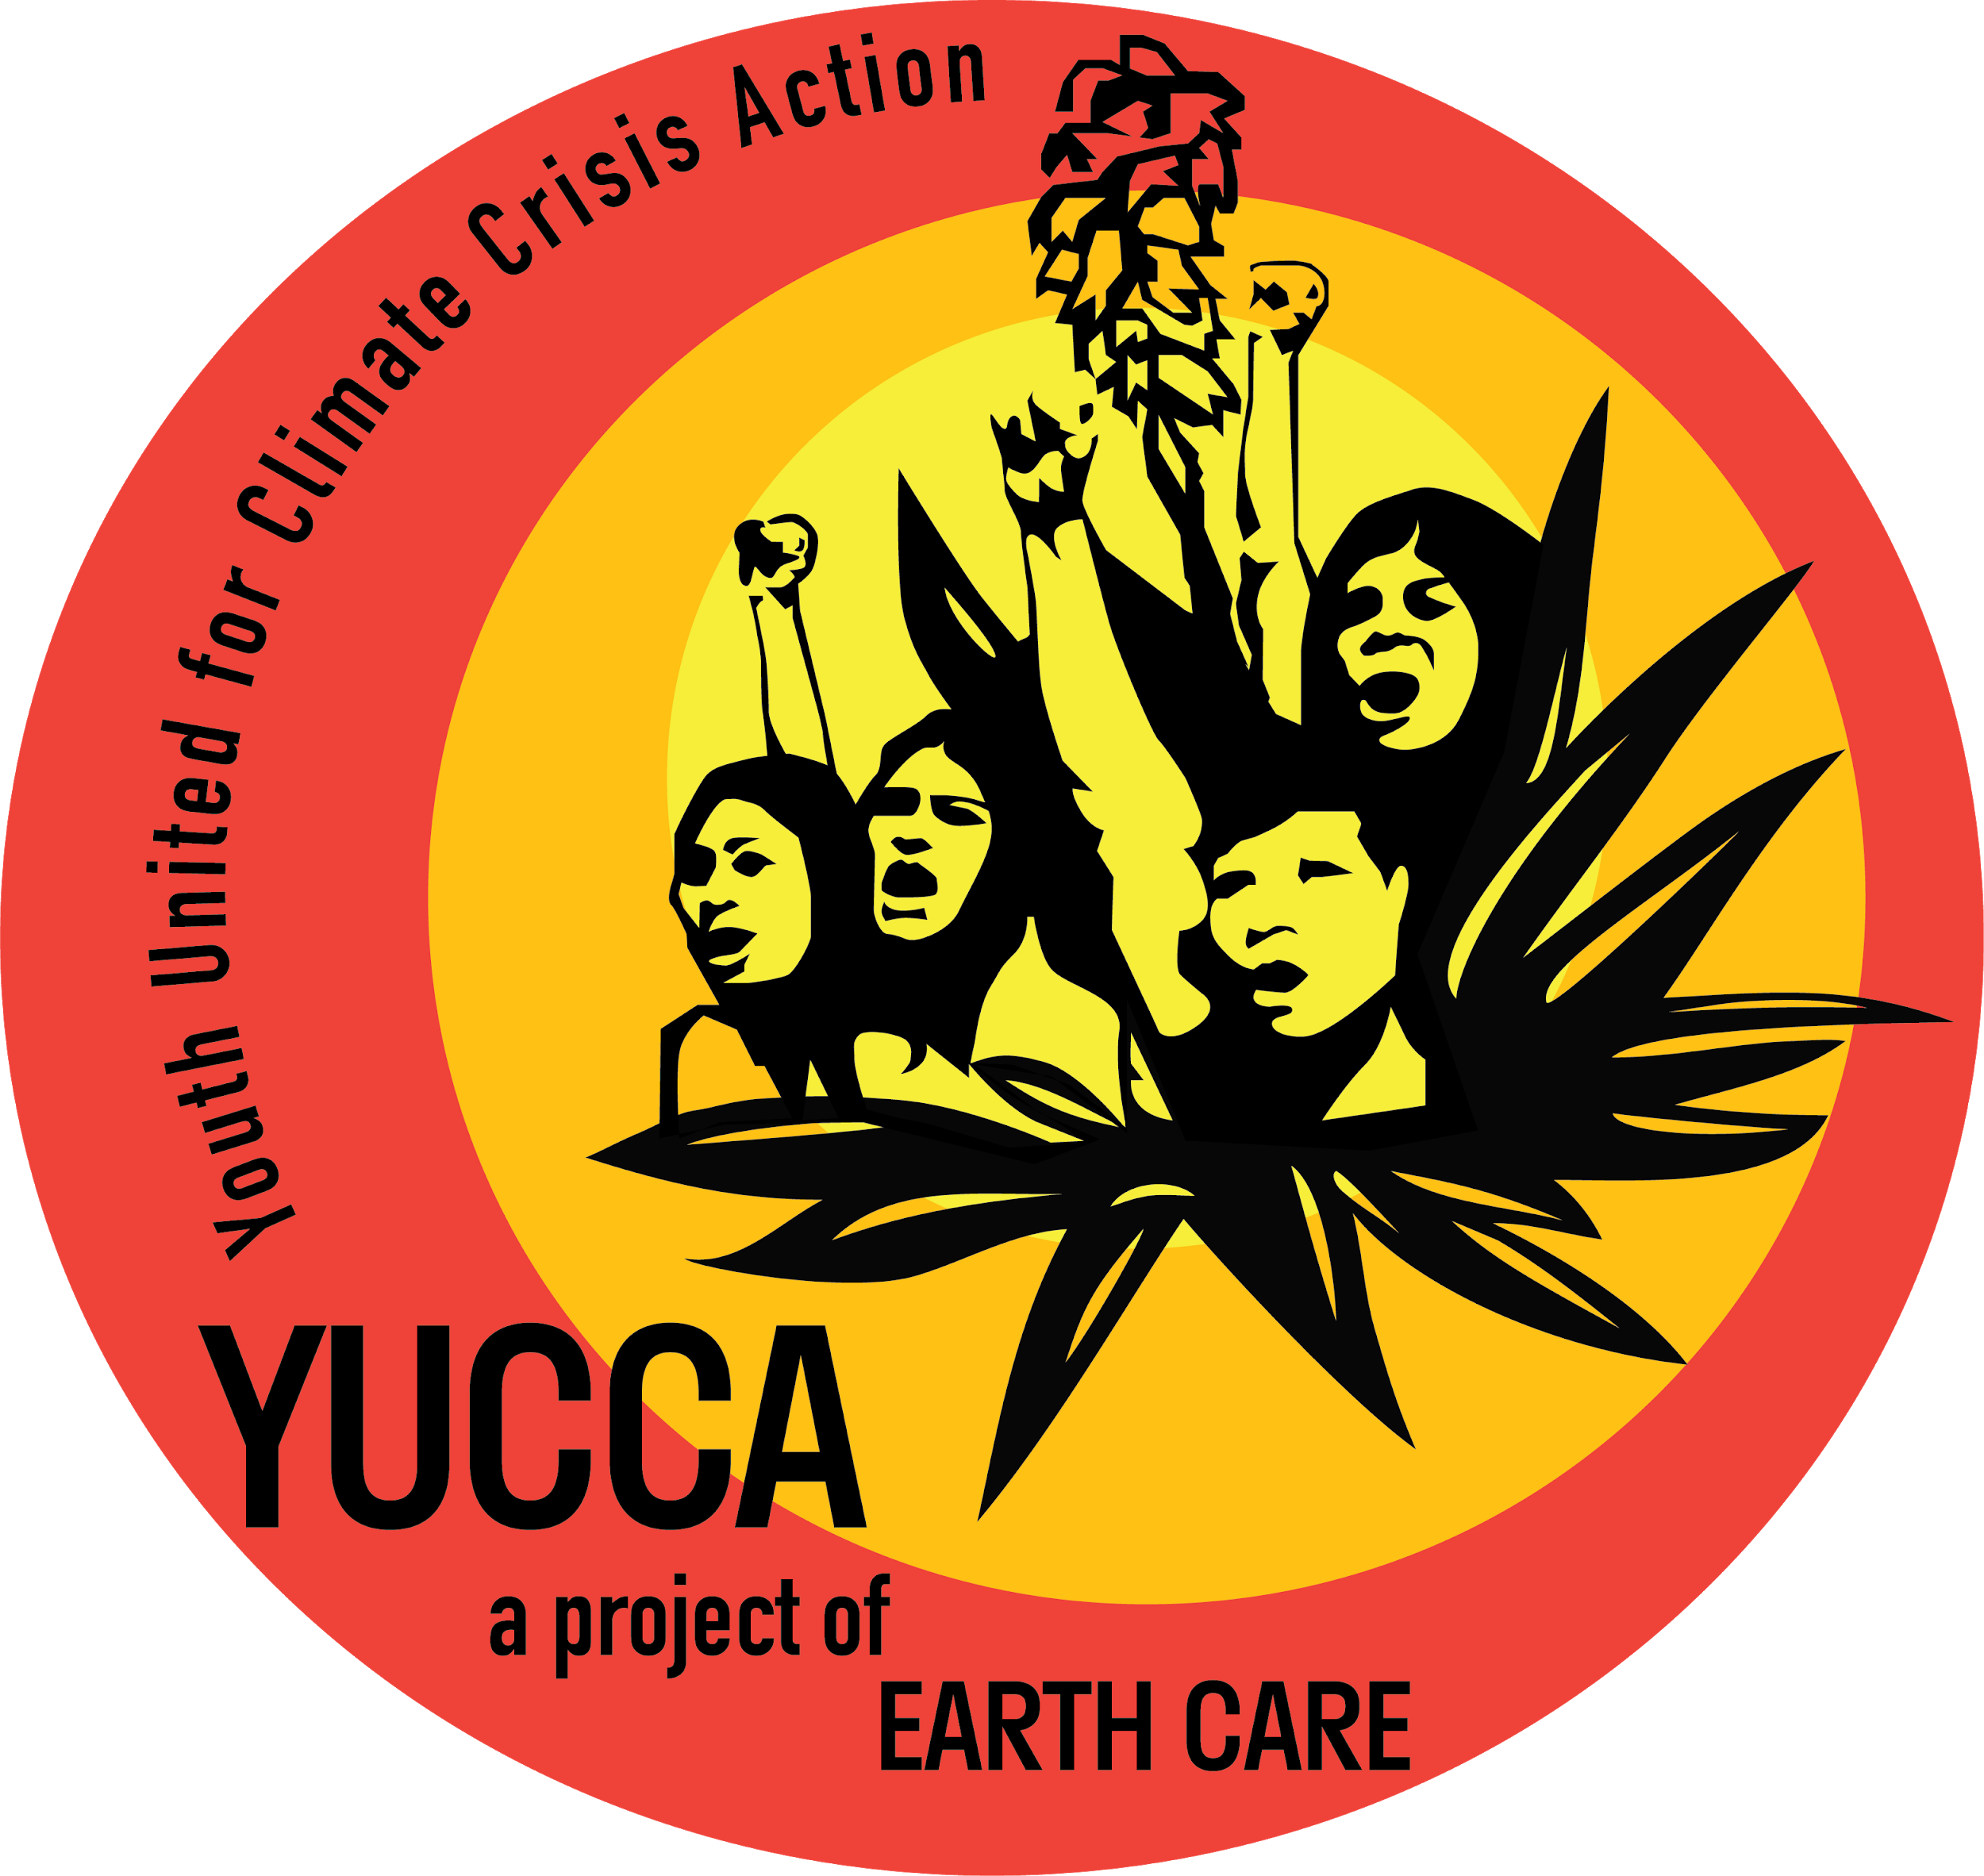 Youth United for Climate Crisis Action
YUCCA
a project of
EARTH CARE